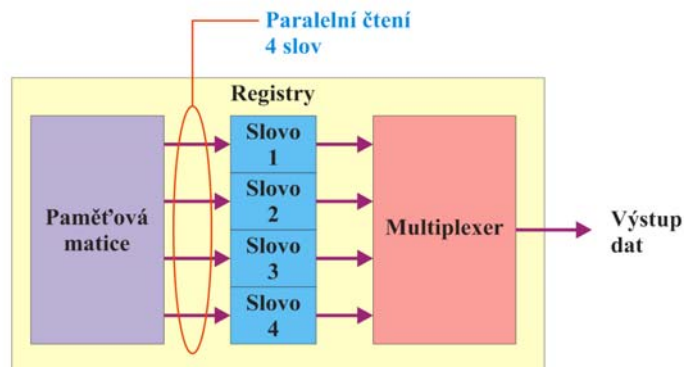 Paralelní čtení
4 slov
Registry
Paměťová
matice
Slovo
1
Slovo
2
Slovo
3
Slovo
4
Multiplexer
Výstup
dat